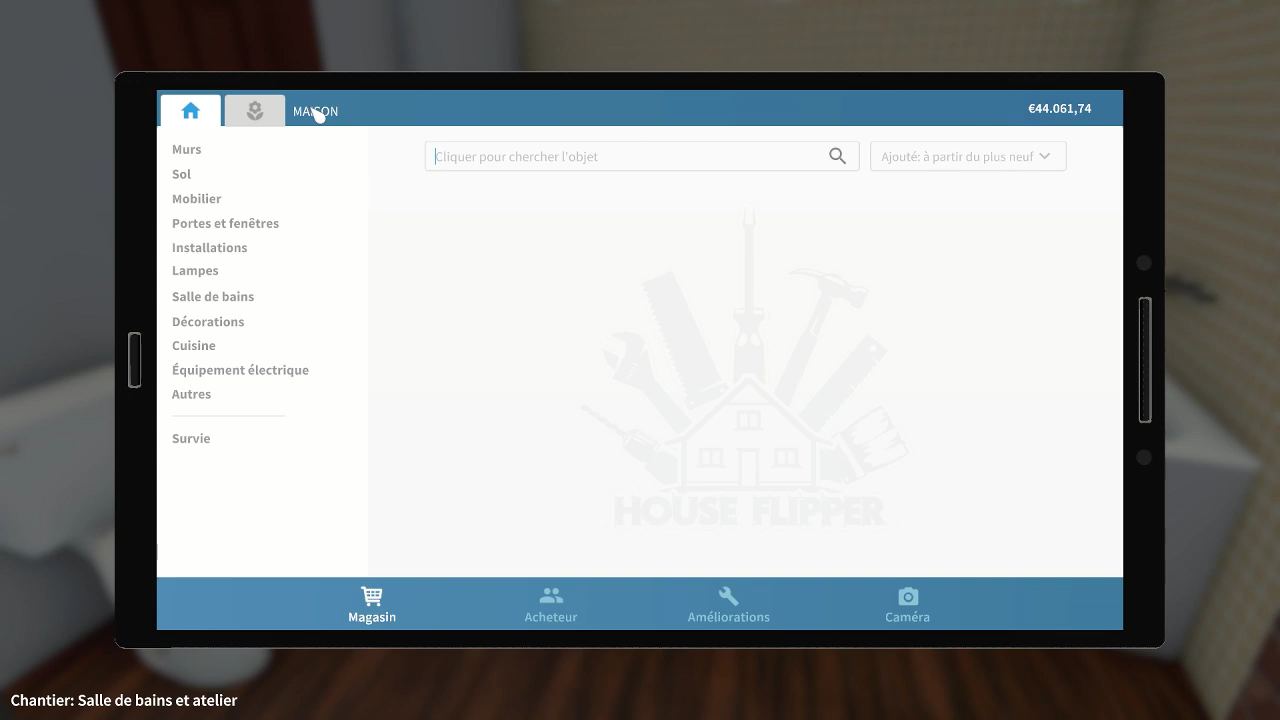 MAISON
€44.061,74
Murs
Sol
Mobilier
Portes et fenêtres
Installations
Lampes
Salle de bains
Décorations
Cuisine
Équipement électrique
Autres
Survie
Cliquer pour chercher l'objet
Ajouté: à partir du plus neuf
HOUSE FLIPPER
Magasin
Acheteur
Améliorations
Caméra
Chantier: Salle de bains et atelier